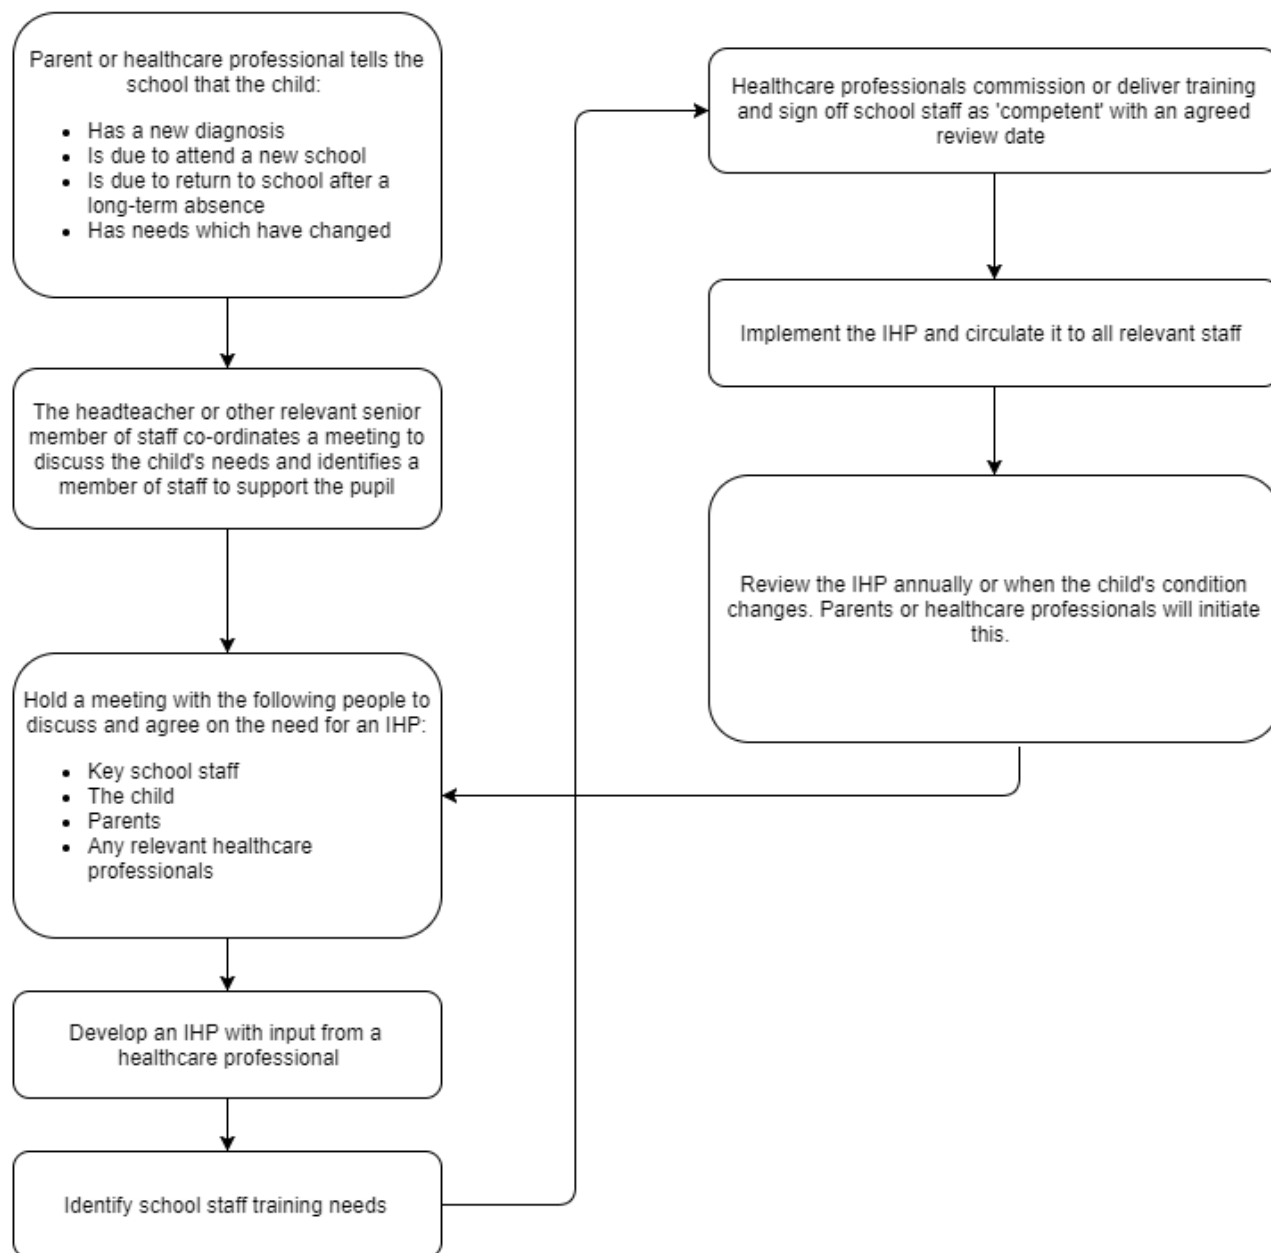 Parent or healthcare professional tells the
school that the child:
• Has a new diagnosis
• Is due to attend a new school
• Is due to return to school after a
long-term absence
• Has needs which have changed
The headteacher or other relevant senior
member of staff co-ordinates a meeting to
discuss the child's needs and identifies a
member of staff to support the pupil
Hold a meeting with the following people to
discuss and agree on the need for an IHP:
• Key school staff
• The child
• Parents
• Any relevant healthcare
professionals
Develop an IHP with input from a
healthcare professional
Identify school staff training needs
Healthcare professionals commission or deliver training
and sign off school staff as 'competent' with an agreed
review date
Implement the IHP and circulate it to all relevant staff
Review the IHP annually or when the child's condition
changes. Parents or healthcare professionals will initiate
this.